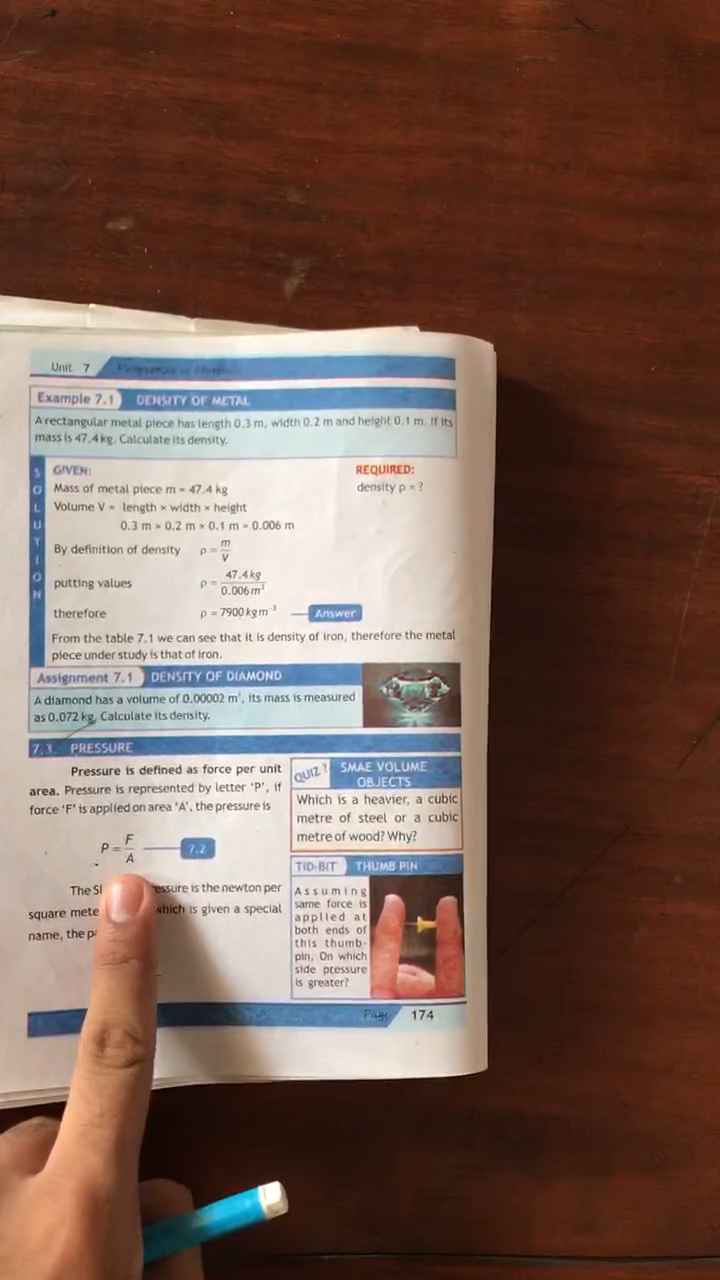 Unit 7
Example 7.1 DENSITY OF METAL
A rectangular metal piece has length 0.3 m, width 0.2 m and height 0.1 m. If its
mass is 47.4 kg. Calculate its density.
SOLUTION
GIVEN: REQUIRED:
Mass of metal piece m = 47.4 kg density ρ = ?
Volume V = length × width × height
0.3 m × 0.2 m × 0.1 m = 0.006 m
By definition of density ρ = m/V
putting values ρ = 47.4 kg/0.006 m³
therefore ρ = 7900 kg m⁻³ Answer
From the table 7.1 we can see that it is density of iron, therefore the metal
piece under study is that of iron.
Assignment 7.1 DENSITY OF DIAMOND
A diamond has a volume of 0.00002 m³, its mass is measured
as 0.072 kg, Calculate its density.
7.3. PRESSURE
Pressure is defined as force per unit
area. Pressure is represented by letter 'P', if
force 'F' is applied on area 'A', the pressure is
P = F/A 7.2
The SI essure is the newton per
square mete which is given a special
name, the
QUIZ? SMAE VOLUME
OBJECTS
Which is a heavier, a cubic
metre of steel or a cubic
metre of wood? Why?
TID-BIT THUMB PIN
Assuming
same force is
applied at
both ends of
this thumb-
pin. On which
side pressure
is greater?
Page 174